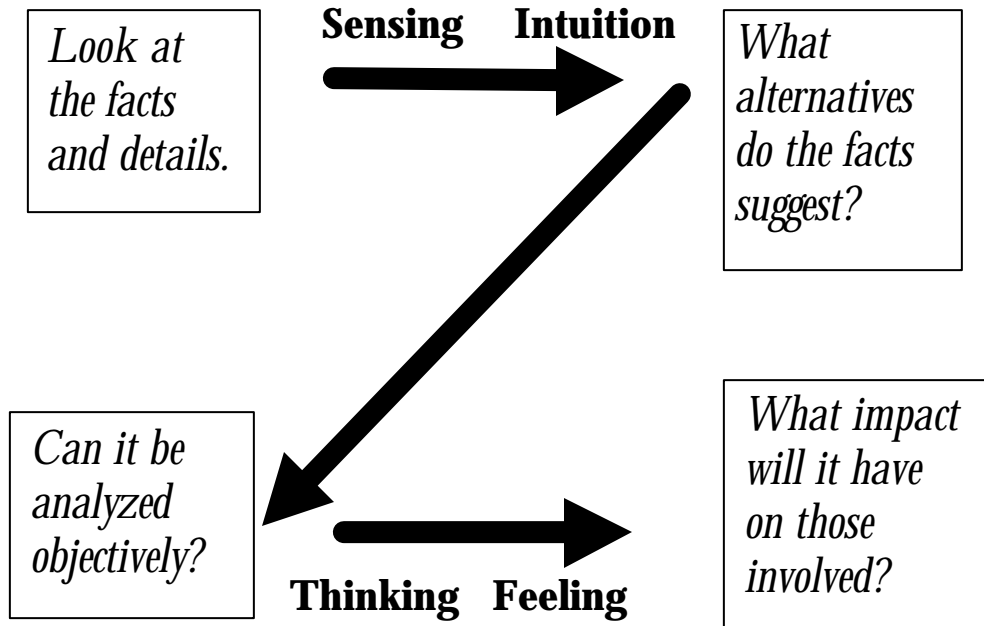 Look at
the facts
and details.
Sensing Intuition
What
alternatives
do the facts
suggest?
Can it be
analyzed
objectively?
Thinking Feeling
What impact
will it have
on those
involved?